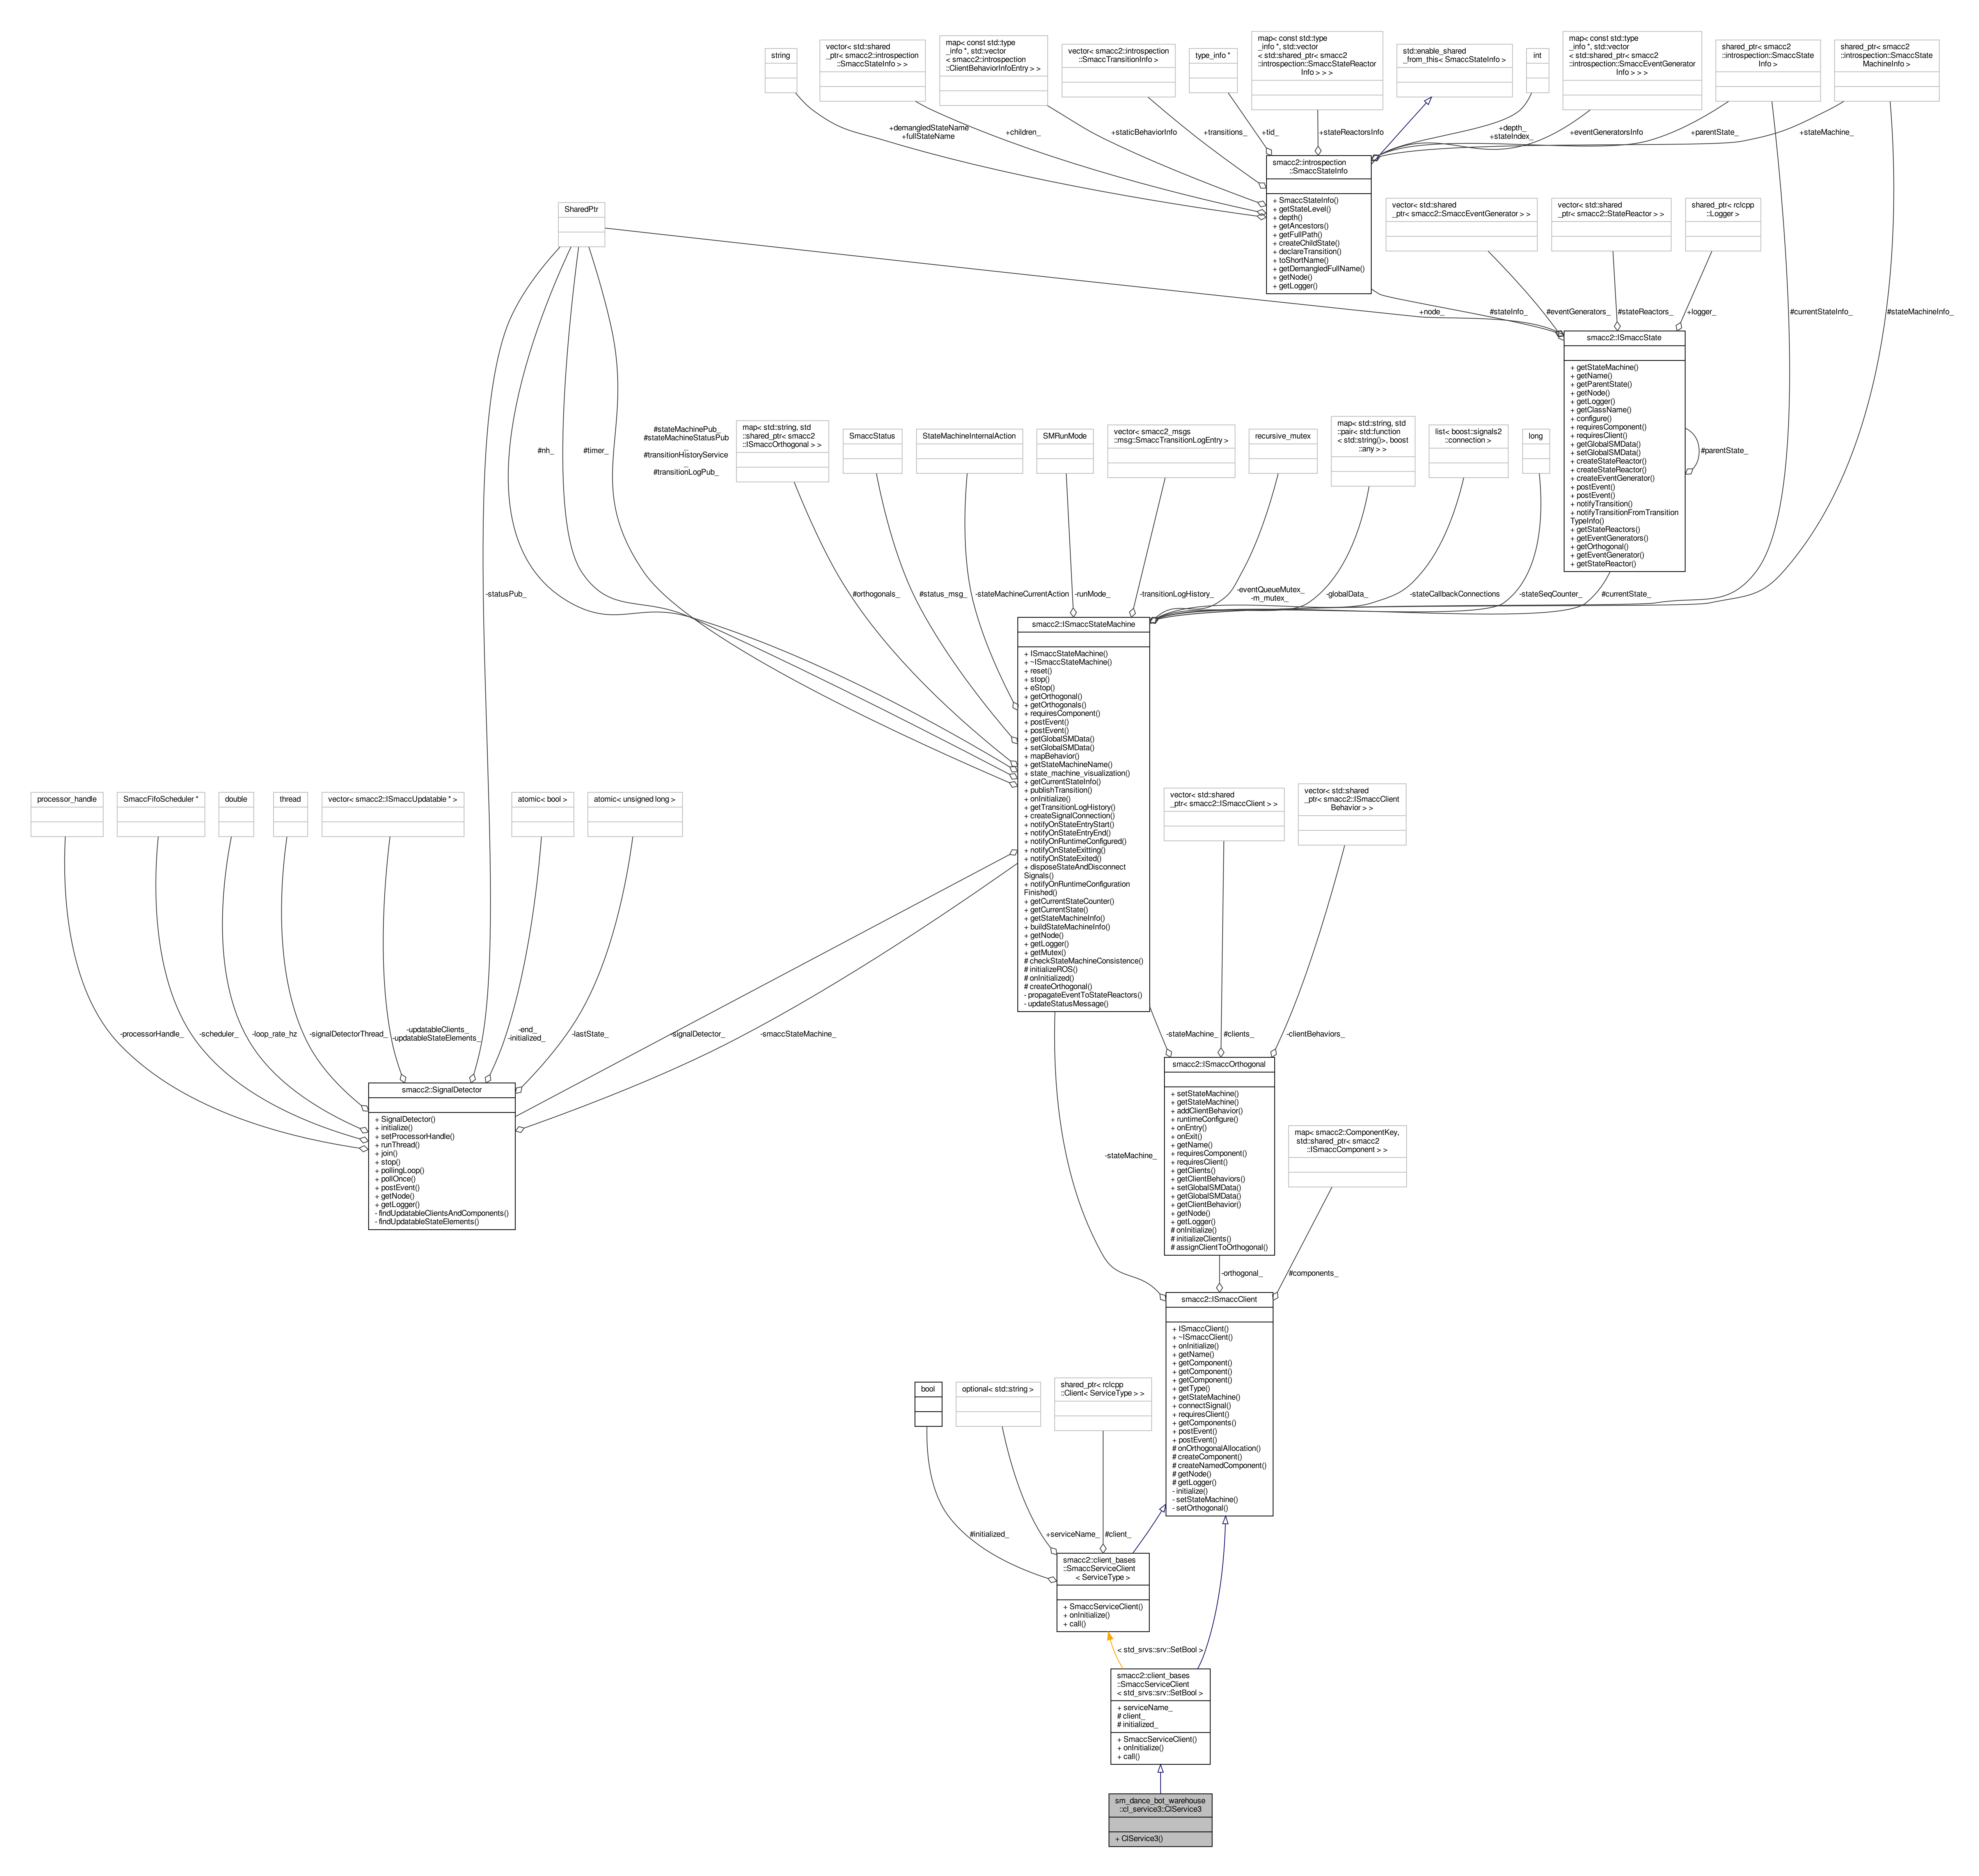 string
vector< std::shared
_ptr< smacc2::introspection
::SmaccStateInfo > >
map< const std::type
_info *, std::vector
< smacc2::introspection
::ClientBehaviorInfoEntry > >
vector< smacc2::introspection
::SmaccTransitionInfo >
type_info *
map< const std::type
_info *, std::vector
< std::shared_ptr< smacc2
::introspection::SmaccStateReactor
Info > > >
std::enable_shared
_from_this< SmaccStateInfo >
int
map< const std::type
_info *, std::vector
< std::shared_ptr< smacc2
::introspection::SmaccEventGenerator
Info > > >
shared_ptr< smacc2
::introspection::SmaccState
Info >
shared_ptr< smacc2
::introspection::SmaccState
MachineInfo >
+demangledStateName
+fullStateName
+children_
+staticBehaviorInfo
+transitions_
+tid_
+stateReactorsInfo
+depth_
+stateIndex_
+eventGeneratorsInfo
+parentState_
+stateMachine_
smacc2::introspection
::SmaccStateInfo
+ SmaccStateInfo()
+ getStateLevel()
+ depth()
+ getAncestors()
+ getFullPath()
+ createChildState()
+ declareTransition()
+ toShortName()
+ getDemangledFullName()
+ getNode()
+ getLogger()
SharedPtr
vector< std::shared
_ptr< smacc2::SmaccEventGenerator > >
vector< std::shared
_ptr< smacc2::StateReactor > >
shared_ptr< rclcpp
::Logger >
+node_
#stateInfo_
#eventGenerators_
#stateReactors_
+logger_
#currentStateInfo_
#stateMachineInfo_
smacc2::ISmaccState
+ getStateMachine()
+ getName()
+ getParentState()
+ getNode()
+ getLogger()
+ getClassName()
+ configure()
+ requiresComponent()
+ requiresClient()
+ getGlobalSMData()
+ setGlobalSMData()
+ createStateReactor()
+ createStateReactor()
+ createEventGenerator()
+ postEvent()
+ postEvent()
+ notifyTransition()
+ notifyTransitionFromTransition
TypeInfo()
+ getStateReactors()
+ getEventGenerators()
+ getOrthogonal()
+ getEventGenerator()
+ getStateReactor()
#parentState_
#nh_
#timer_
#stateMachinePub_
#stateMachineStatusPub
_
#transitionHistoryService
_
#transitionLogPub_
map< std::string, std
::shared_ptr< smacc2
::ISmaccOrthogonal > >
SmaccStatus
StateMachineInternalAction
SMRunMode
vector< smacc2_msgs
::msg::SmaccTransitionLogEntry >
recursive_mutex
map< std::string, std
::pair< std::function
< std::string()>, boost
::any > >
list< boost::signals2
::connection >
long
-statusPub_
#orthogonals_
#status_msg_
-stateMachineCurrentAction
-runMode_
-transitionLogHistory_
-eventQueueMutex_
-m_mutex_
-globalData_
-stateCallbackConnections
-stateSeqCounter_
#currentState_
smacc2::ISmaccStateMachine
+ ISmaccStateMachine()
+ ~ISmaccStateMachine()
+ reset()
+ stop()
+ eStop()
+ getOrthogonal()
+ getOrthogonals()
+ requiresComponent()
+ postEvent()
+ postEvent()
+ getGlobalSMData()
+ setGlobalSMData()
+ mapBehavior()
+ getStateMachineName()
+ state_machine_visualization()
+ getCurrentStateInfo()
+ publishTransition()
+ onInitialize()
+ getTransitionLogHistory()
+ createSignalConnection()
+ notifyOnStateEntryStart()
+ notifyOnStateEntryEnd()
+ notifyOnRuntimeConfigured()
+ notifyOnStateExitting()
+ notifyOnStateExited()
+ disposeStateAndDisconnect
Signals()
+ notifyOnRuntimeConfiguration
Finished()
+ getCurrentStateCounter()
+ getCurrentState()
+ getStateMachineInfo()
+ buildStateMachineInfo()
+ getNode()
+ getLogger()
+ getMutex()
# checkStateMachineConsistence()
# initializeROS()
# onInitialized()
# createOrthogonal()
- propagateEventToStateReactors()
- updateStatusMessage()
processor_handle
SmaccFifoScheduler *
double
thread
vector< smacc2::ISmaccUpdatable * >
atomic< bool >
atomic< unsigned long >
vector< std::shared
_ptr< smacc2::ISmaccClient > >
vector< std::shared
_ptr< smacc2::ISmaccClient
Behavior > >
-processorHandle_
-scheduler_
-loop_rate_hz
-signalDetectorThread_
-updatableClients_
-updatableStateElements_
-end_
-initialized_
-lastState_
-signalDetector_
-smaccStateMachine_
-stateMachine_
#clients_
-clientBehaviors_
smacc2::SignalDetector
+ SignalDetector()
+ initialize()
+ setProcessorHandle()
+ runThread()
+ join()
+ stop()
+ pollingLoop()
+ pollOnce()
+ postEvent()
+ getNode()
+ getLogger()
- findUpdatableClientsAndComponents()
- findUpdatableStateElements()
smacc2::ISmaccOrthogonal
+ setStateMachine()
+ getStateMachine()
+ addClientBehavior()
+ runtimeConfigure()
+ onEntry()
+ onExit()
+ getName()
+ requiresComponent()
+ requiresClient()
+ getClients()
+ getClientBehaviors()
+ setGlobalSMData()
+ getGlobalSMData()
+ getClientBehavior()
+ getNode()
+ getLogger()
# onInitialize()
# initializeClients()
# assignClientToOrthogonal()
map< smacc2::ComponentKey,
std::shared_ptr< smacc2
::ISmaccComponent > >
-stateMachine_
-orthogonal_
#components_
smacc2::ISmaccClient
+ ISmaccClient()
+ ~ISmaccClient()
+ onInitialize()
+ getName()
+ getComponent()
+ getComponent()
+ getComponent()
+ getType()
+ getStateMachine()
+ connectSignal()
+ requiresClient()
+ getComponents()
+ postEvent()
+ postEvent()
# onOrthogonalAllocation()
# createComponent()
# createNamedComponent()
# getNode()
# getLogger()
- initialize()
- setStateMachine()
- setOrthogonal()
bool
optional< std::string >
shared_ptr< rclcpp
::Client< ServiceType > >
#initialized_
+serviceName_
#client_
smacc2::client_bases
::SmaccServiceClient
< ServiceType >
+ SmaccServiceClient()
+ onInitialize()
+ call()
< std_srvs::srv::SetBool >
smacc2::client_bases
::SmaccServiceClient
< std_srvs::srv::SetBool >
+ serviceName_
# client_
# initialized_
+ SmaccServiceClient()
+ onInitialize()
+ call()
sm_dance_bot_warehouse
::cl_service3::ClService3
+ ClService3()